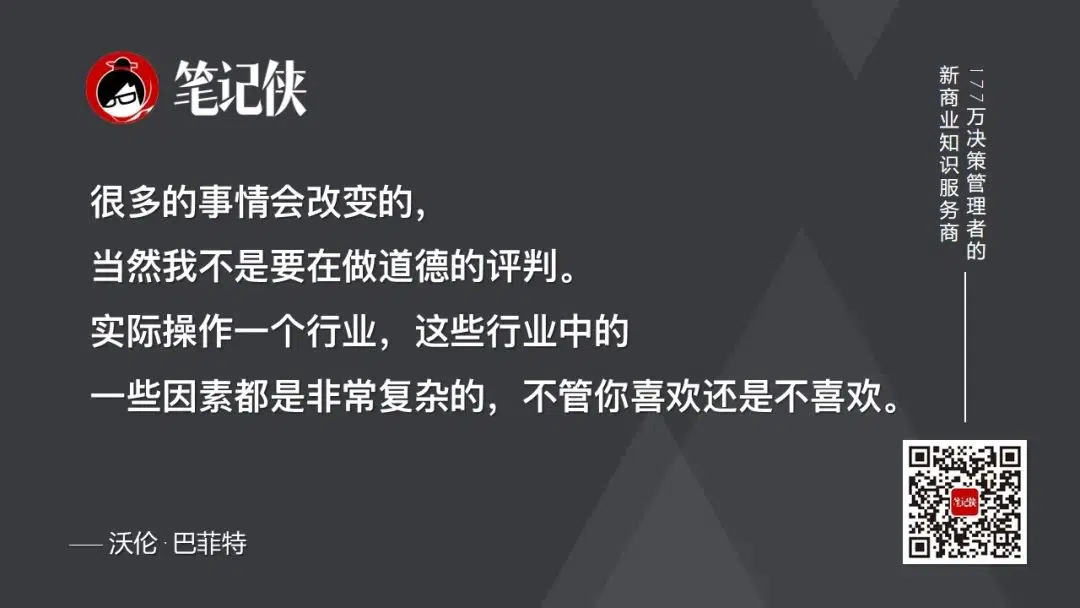 笔记侠
很多的事情会改变的，
当然我不是要在做道德的评判。
实际操作一个行业，这些行业中的
一些因素都是非常复杂的，不管你喜欢还是不喜欢。
—— 沃伦·巴菲特
177万决策管理者的
新商业知识服务商
笔记侠